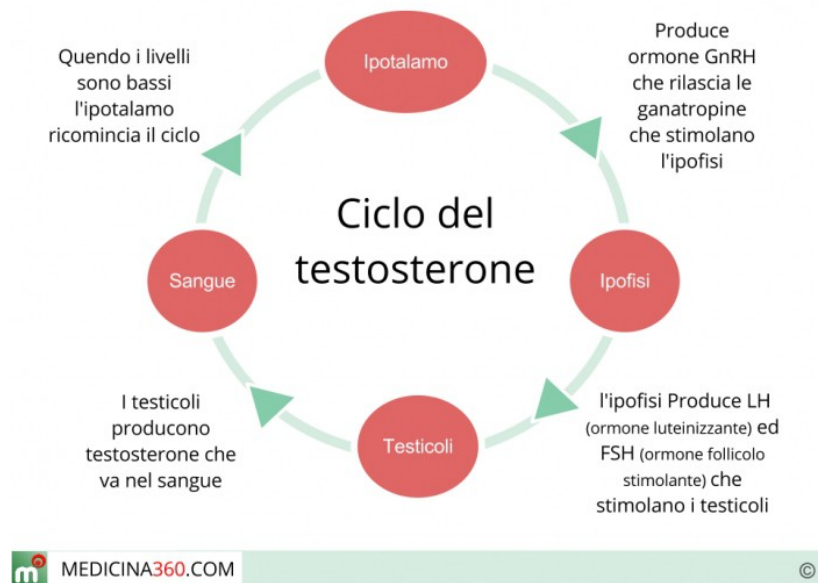 Ipotalamo
Produce
ormone GnRH
che rilascia le
ganatropine
che stimolano
l'ipofisi
Quendo i livelli
sono bassi
l'ipotalamo
ricomincia il ciclo
Ciclo del
testosterone
Sangue
Ipofisi
I testicoli
producono
testosterone che
va nel sangue
Testicoli
l'ipofisi Produce LH
(ormone luteinizzante) ed
FSH (ormone follicolo
stimolante) che
stimolano i testicoli
m MEDICINA360.COM ©